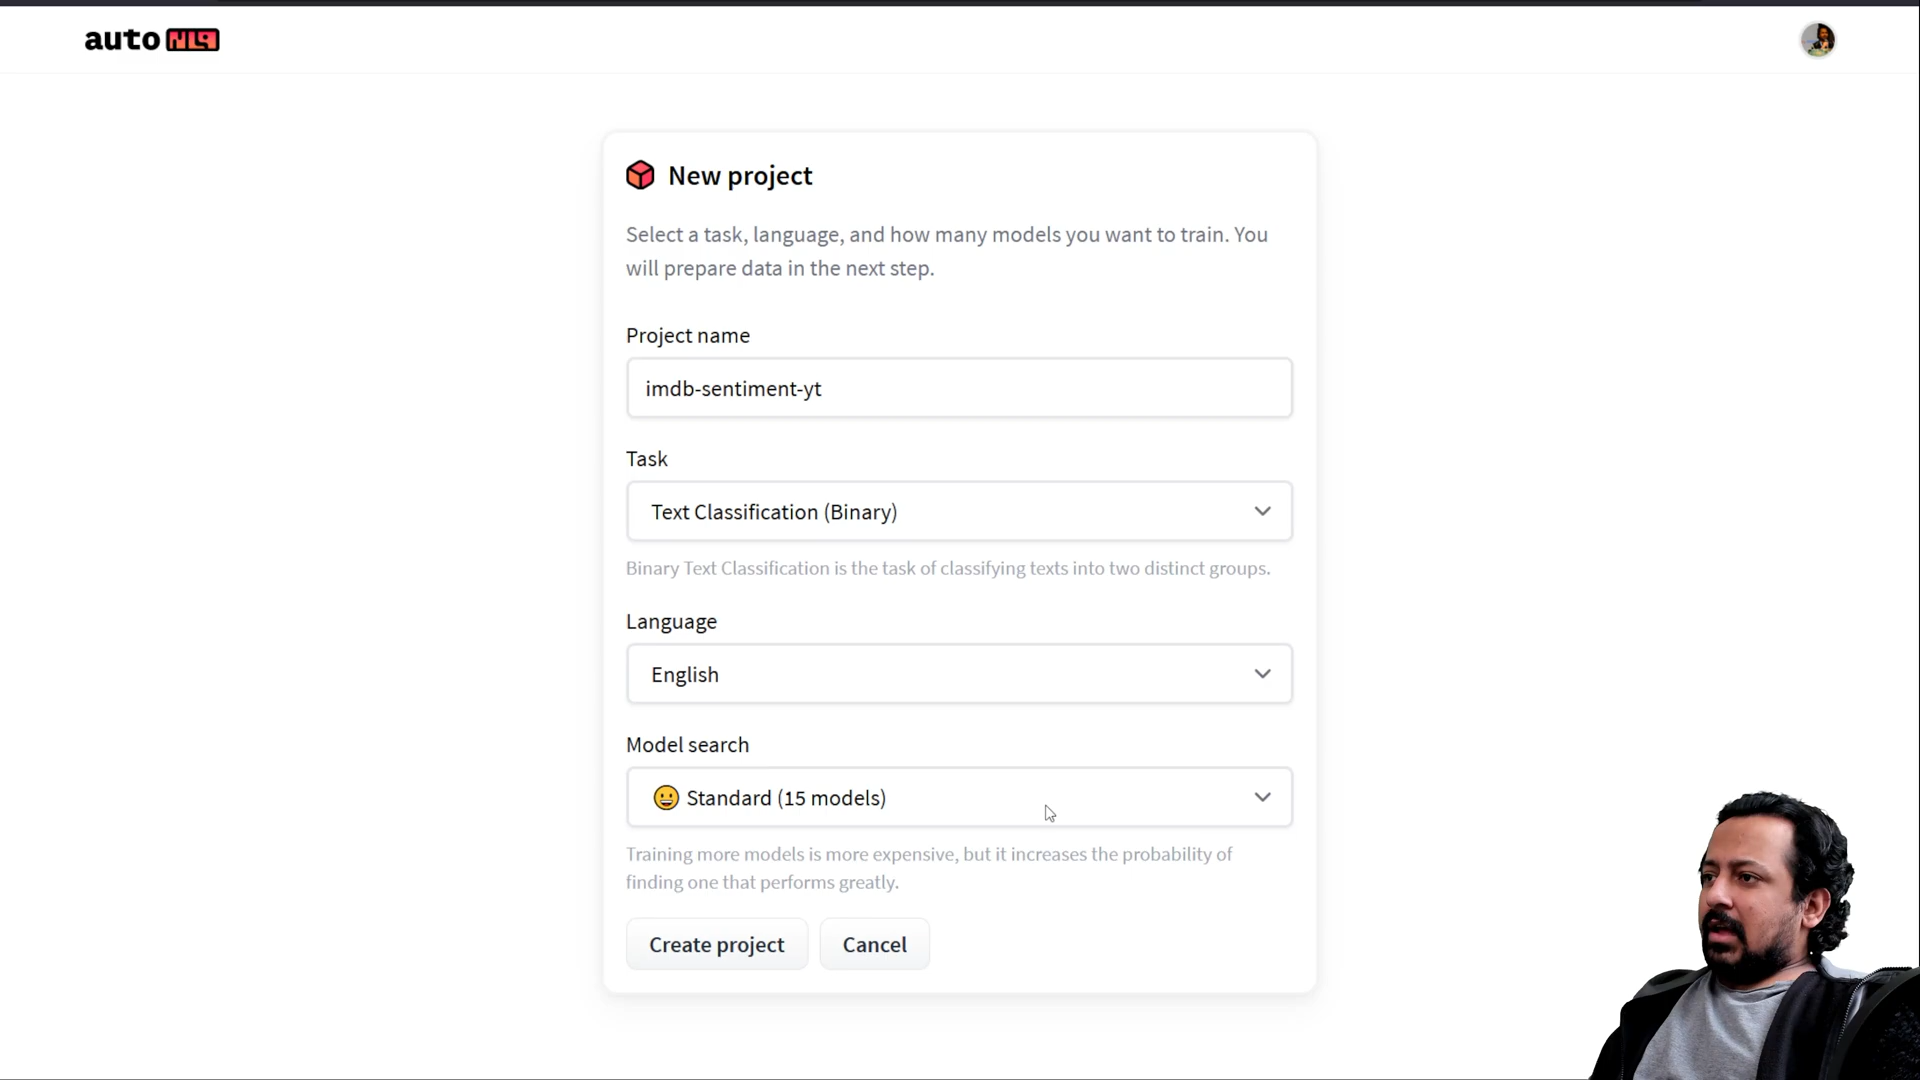 auto NLP
New project
Select a task, language, and how many models you want to train. You
will prepare data in the next step.
Project name
imdb-sentiment-yt
Task
Text Classification (Binary)
Binary Text Classification is the task of classifying texts into two distinct groups.
Language
English
Model search
😀 Standard (15 models)
Training more models is more expensive, but it increases the probability of
finding one that performs greatly.
Create project Cancel